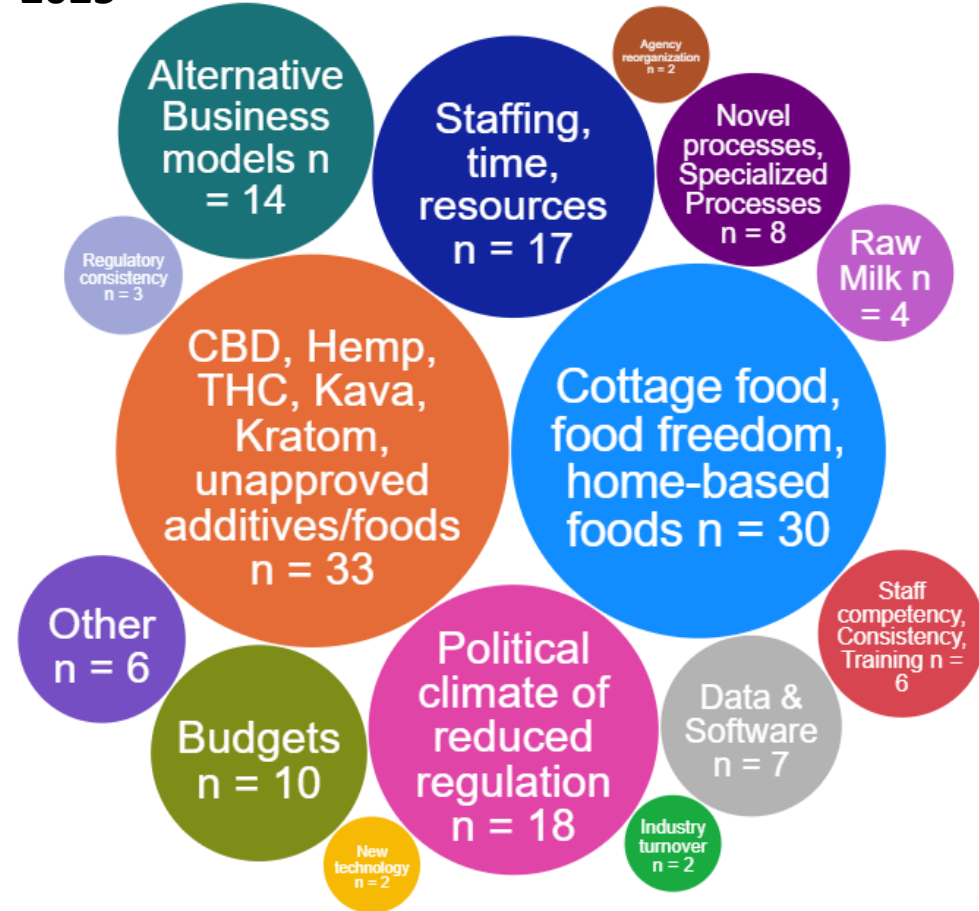 Alternative
Business
models n
= 14
Staffing,
time,
resources
n = 17
Agency
reorganization
n = 2
Novel
processes,
Specialized
Processes
n = 8
Raw
Milk n
= 4
Regulatory
consistency
n = 3
CBD, Hemp,
THC, Kava,
Kratom,
unapproved
additives/foods
n = 33
Cottage food,
food freedom,
home-based
foods n = 30
Other
n = 6
Budgets
n = 10
Political
climate of
reduced
regulation
n = 18
Data &
Software
n = 7
Staff
competency,
Consistency,
Training n =
6
New
technology
n = 2
Industry
turnover
n = 2